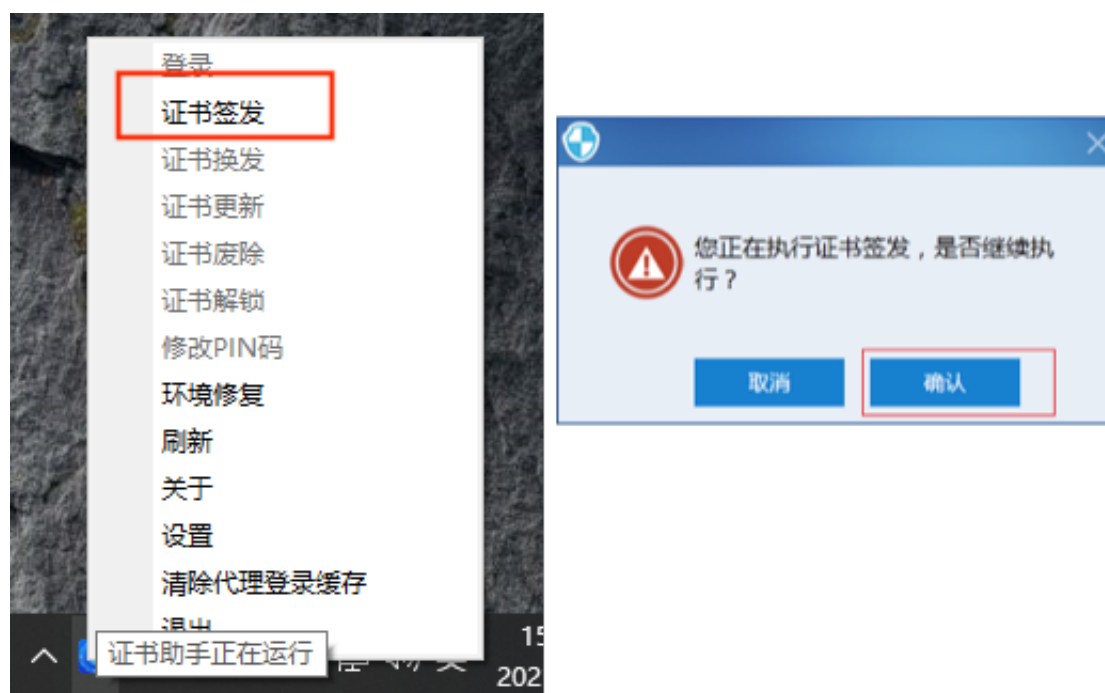 登录
证书签发
证书换发
证书更新
证书废除
证书解锁
修改PIN码
环境修复
刷新
关于
设置
清除代理登录缓存
退出
证书助手正在运行
15
202
您正在执行证书签发，是否继续执
行？
取消
确认